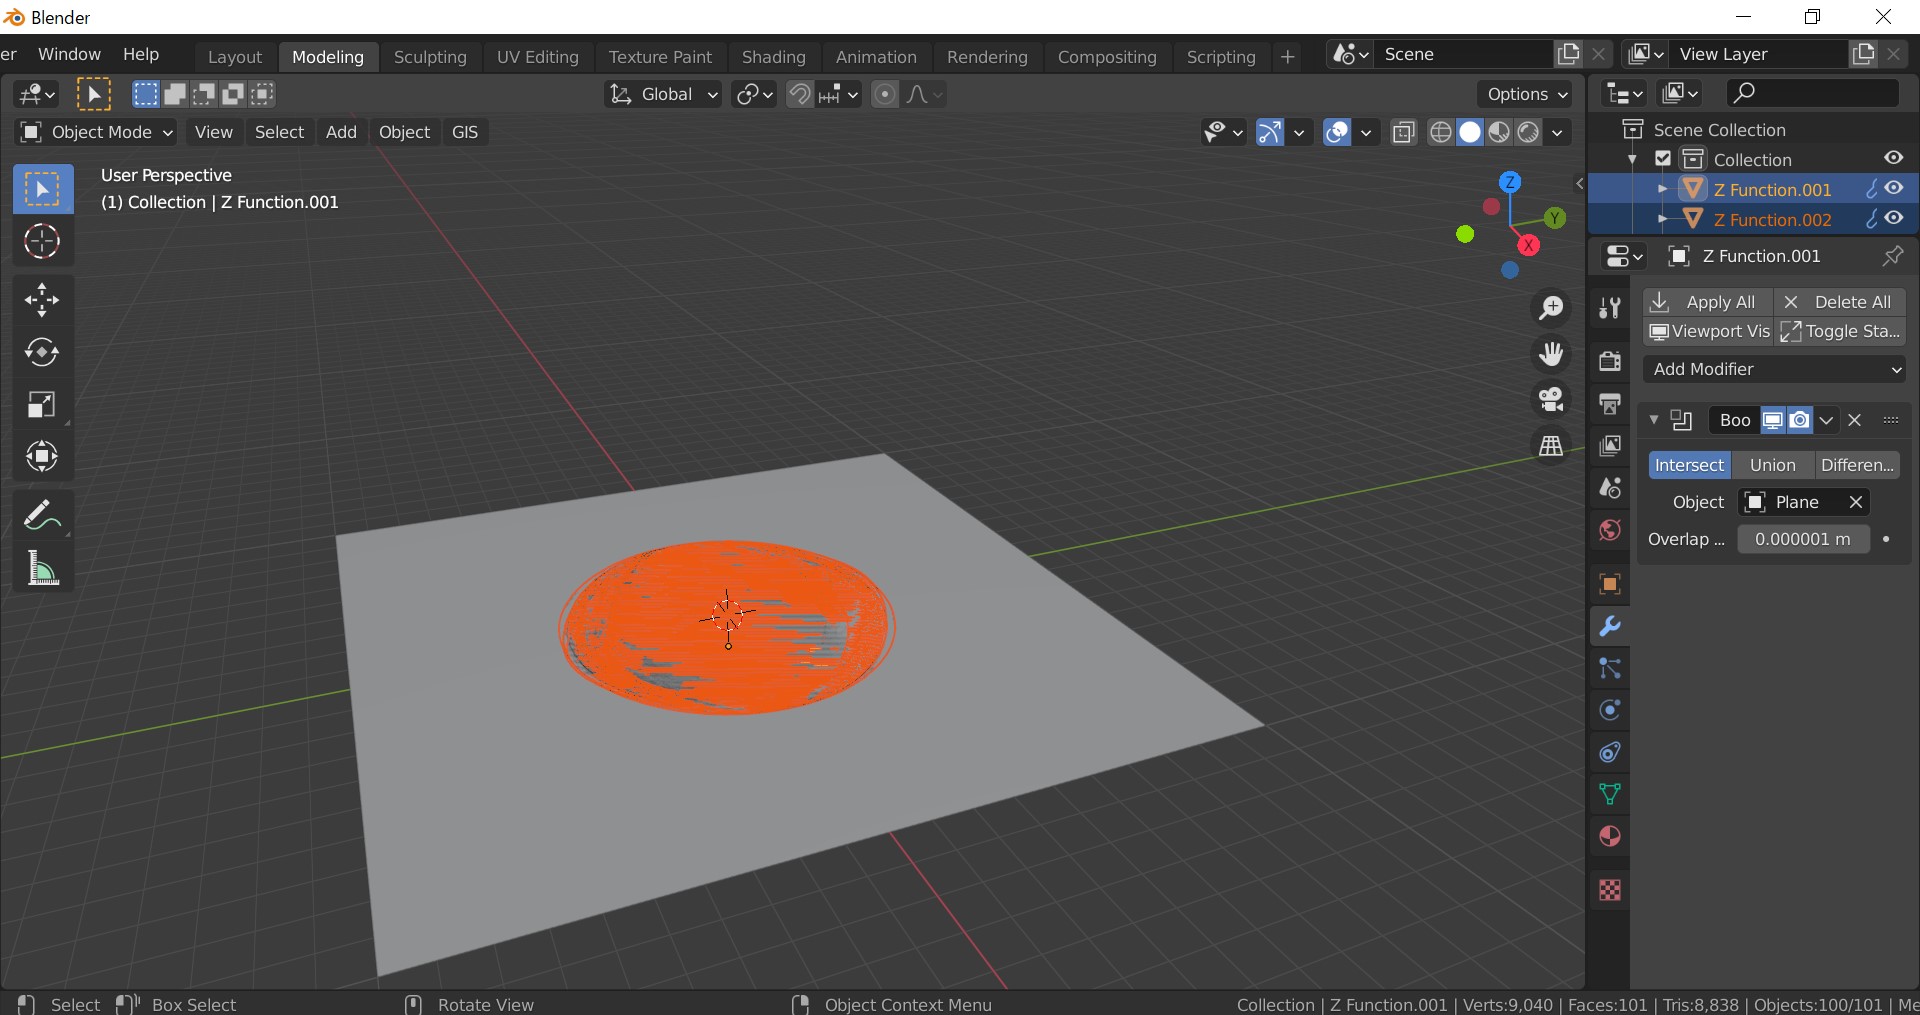 Blender
er Window Help Layout Modeling Sculpting UV Editing Texture Paint Shading Animation Rendering Compositing Scripting + Scene View Layer
Global Options
Object Mode View Select Add Object GIS
User Perspective
(1) Collection | Z Function.001
Z
Y
X
Scene Collection
Collection
Z Function.001
Z Function.002
Z Function.001
Apply All Delete All
Viewport Vis Toggle Sta...
Add Modifier
Boo
Intersect Union Differen...
Object Plane
Overlap ... 0.000001 m
Select Box Select Rotate View Object Context Menu Collection | Z Function.001 | Verts:9,040 | Faces:101 | Tris:8,838 | Objects:100/101 | Me